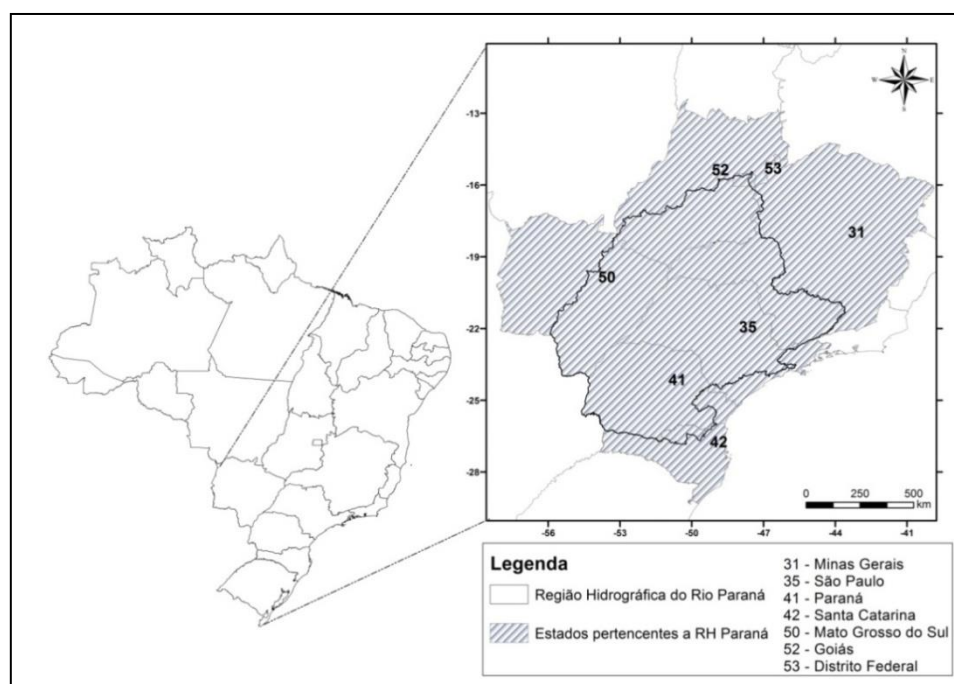 N
W E
S
-13
-16
-19
-22
-25
-28
52
53
31
50
35
41
42
0 250 500
km
-56 -53 -50 -47 -44 -41
Legenda
Região Hidrográfica do Rio Paraná
Estados pertencentes a RH Paraná
31 - Minas Gerais
35 - São Paulo
41 - Paraná
42 - Santa Catarina
50 - Mato Grosso do Sul
52 - Goiás
53 - Distrito Federal